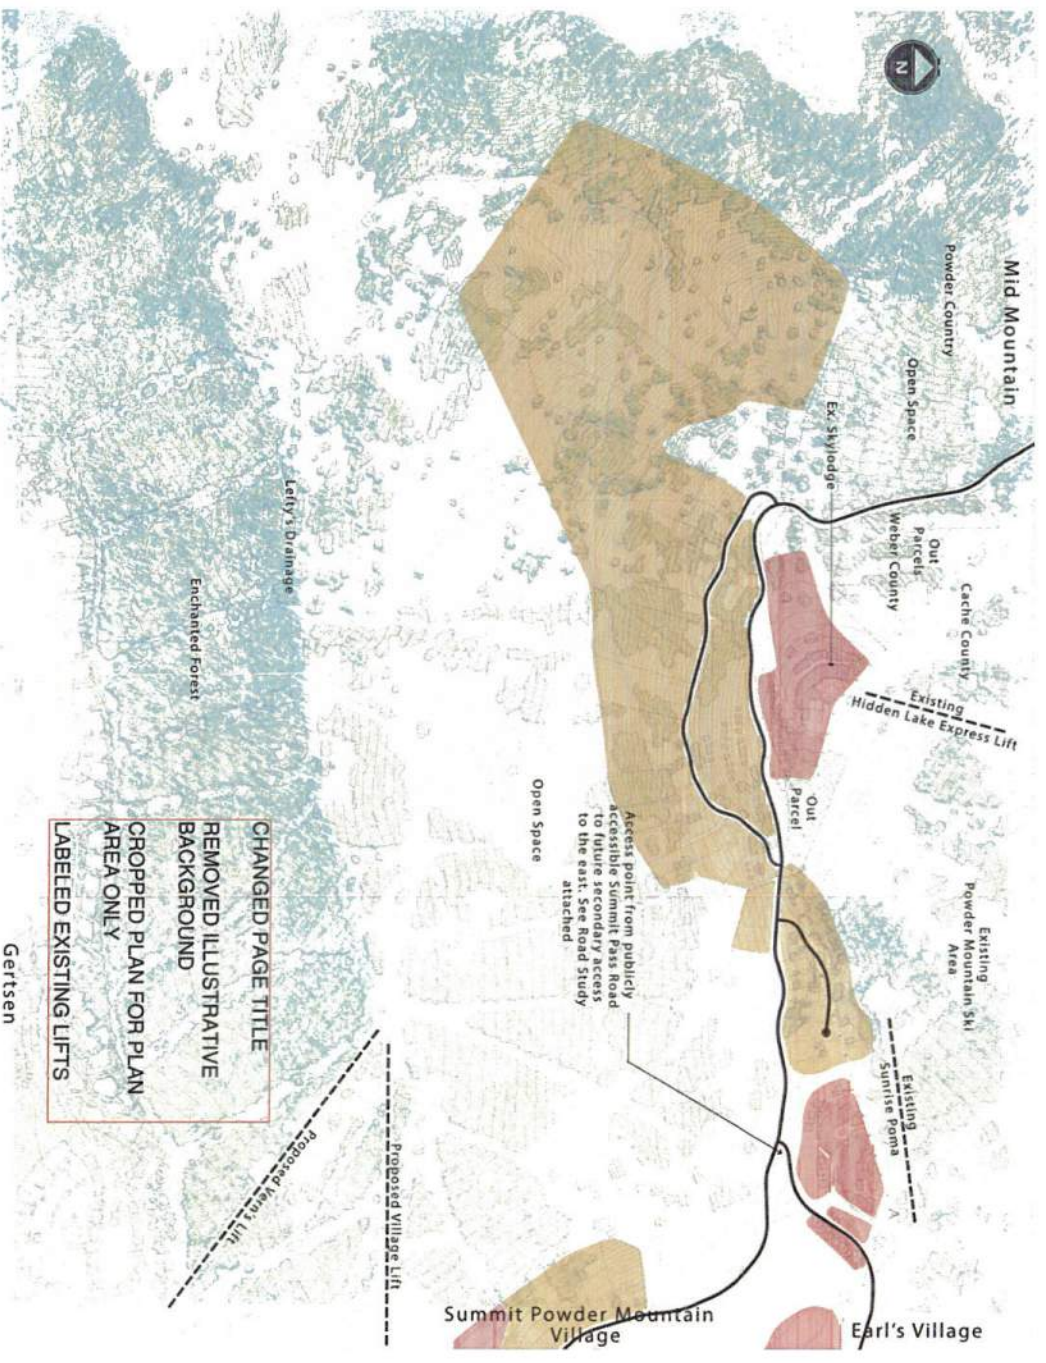 N
Mid Mountain
Powder Country
Open Space
Ex. Skylodge
Out
Parcels
Weber County
Cache County
Existing
Hidden Lake Express Lift
Out
Parcel
Existing
Powder Mountain Ski
Area
Existing
Sunrise Poma
A
Lefty's Drainage
Enchanted Forest
Open Space
Access point from publicly
accessible Summit Pass Road
to future secondary access
to the east. See Road Study
attached
CHANGED PAGE TITLE
REMOVED ILLUSTRATIVE
BACKGROUND
CROPPED PLAN FOR PLAN
AREA ONLY
LABELED EXISTING LIFTS
Gertsen
Proposed Vern's Lift
Proposed Village Lift
Summit Powder Mountain
Village
Earl's Village